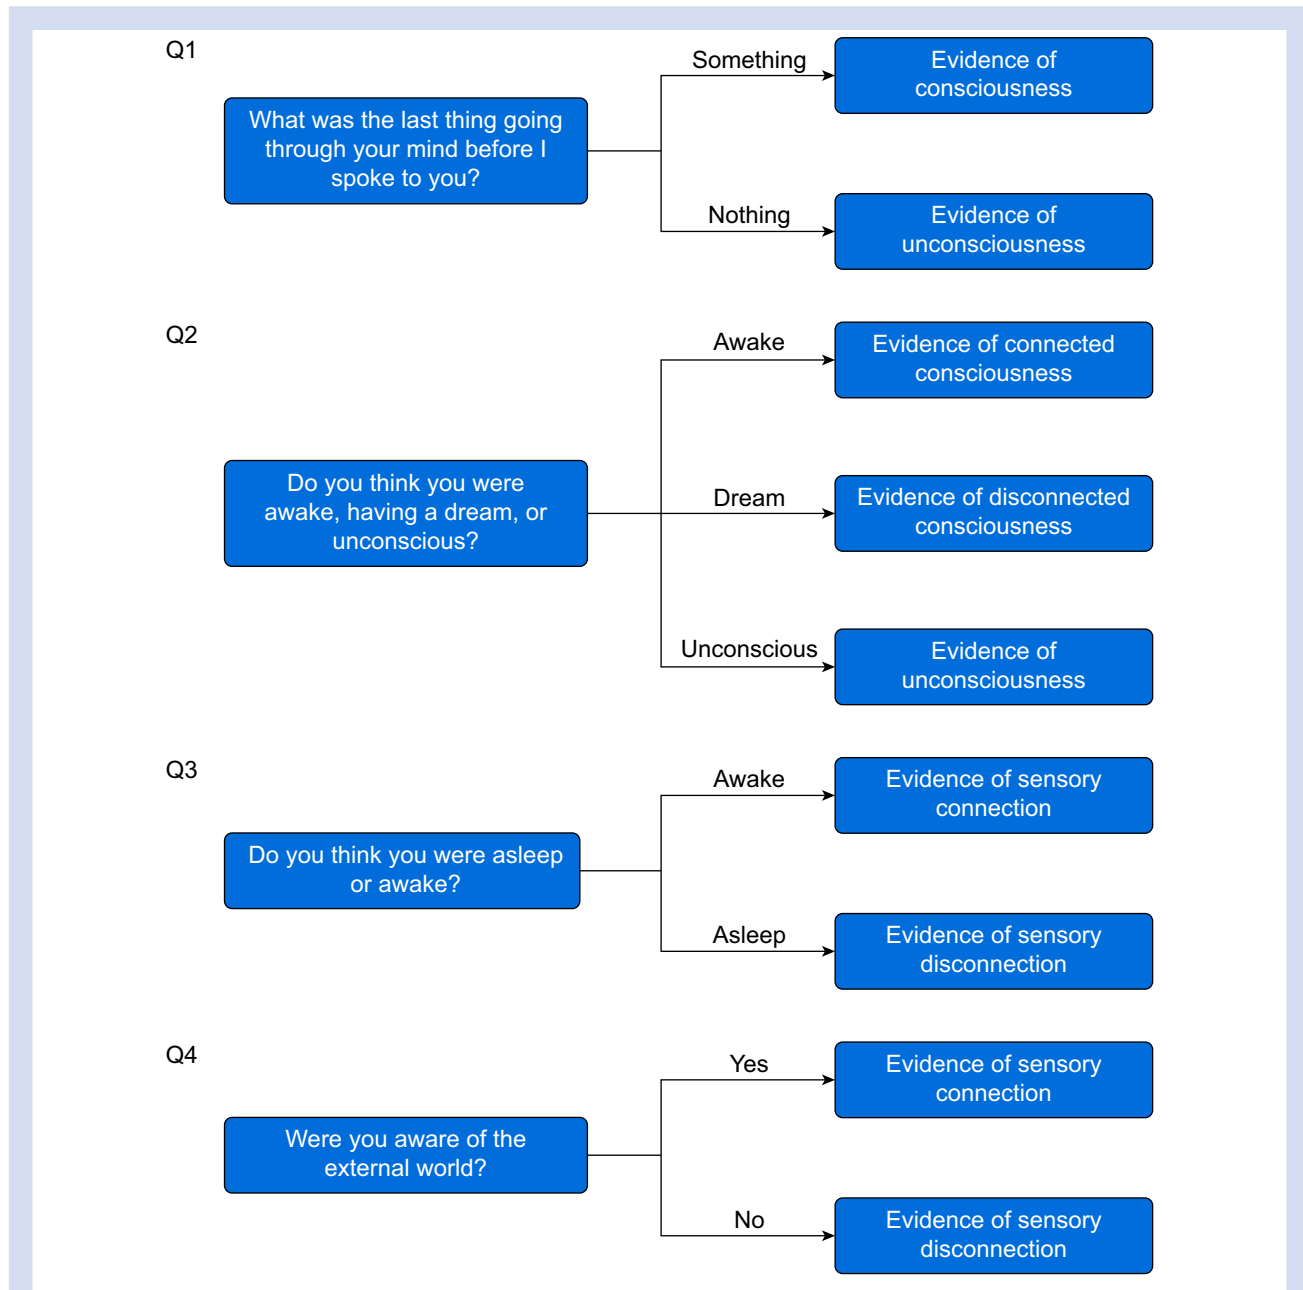 Q1
What was the last thing going
through your mind before I
spoke to you?
Something
Evidence of
consciousness
Nothing
Evidence of
unconsciousness
Q2
Do you think you were
awake, having a dream, or
unconscious?
Awake
Evidence of connected
consciousness
Dream
Evidence of disconnected
consciousness
Unconscious
Evidence of
unconsciousness
Q3
Do you think you were asleep
or awake?
Awake
Evidence of sensory
connection
Asleep
Evidence of sensory
disconnection
Q4
Were you aware of the
external world?
Yes
Evidence of sensory
connection
No
Evidence of sensory
disconnection